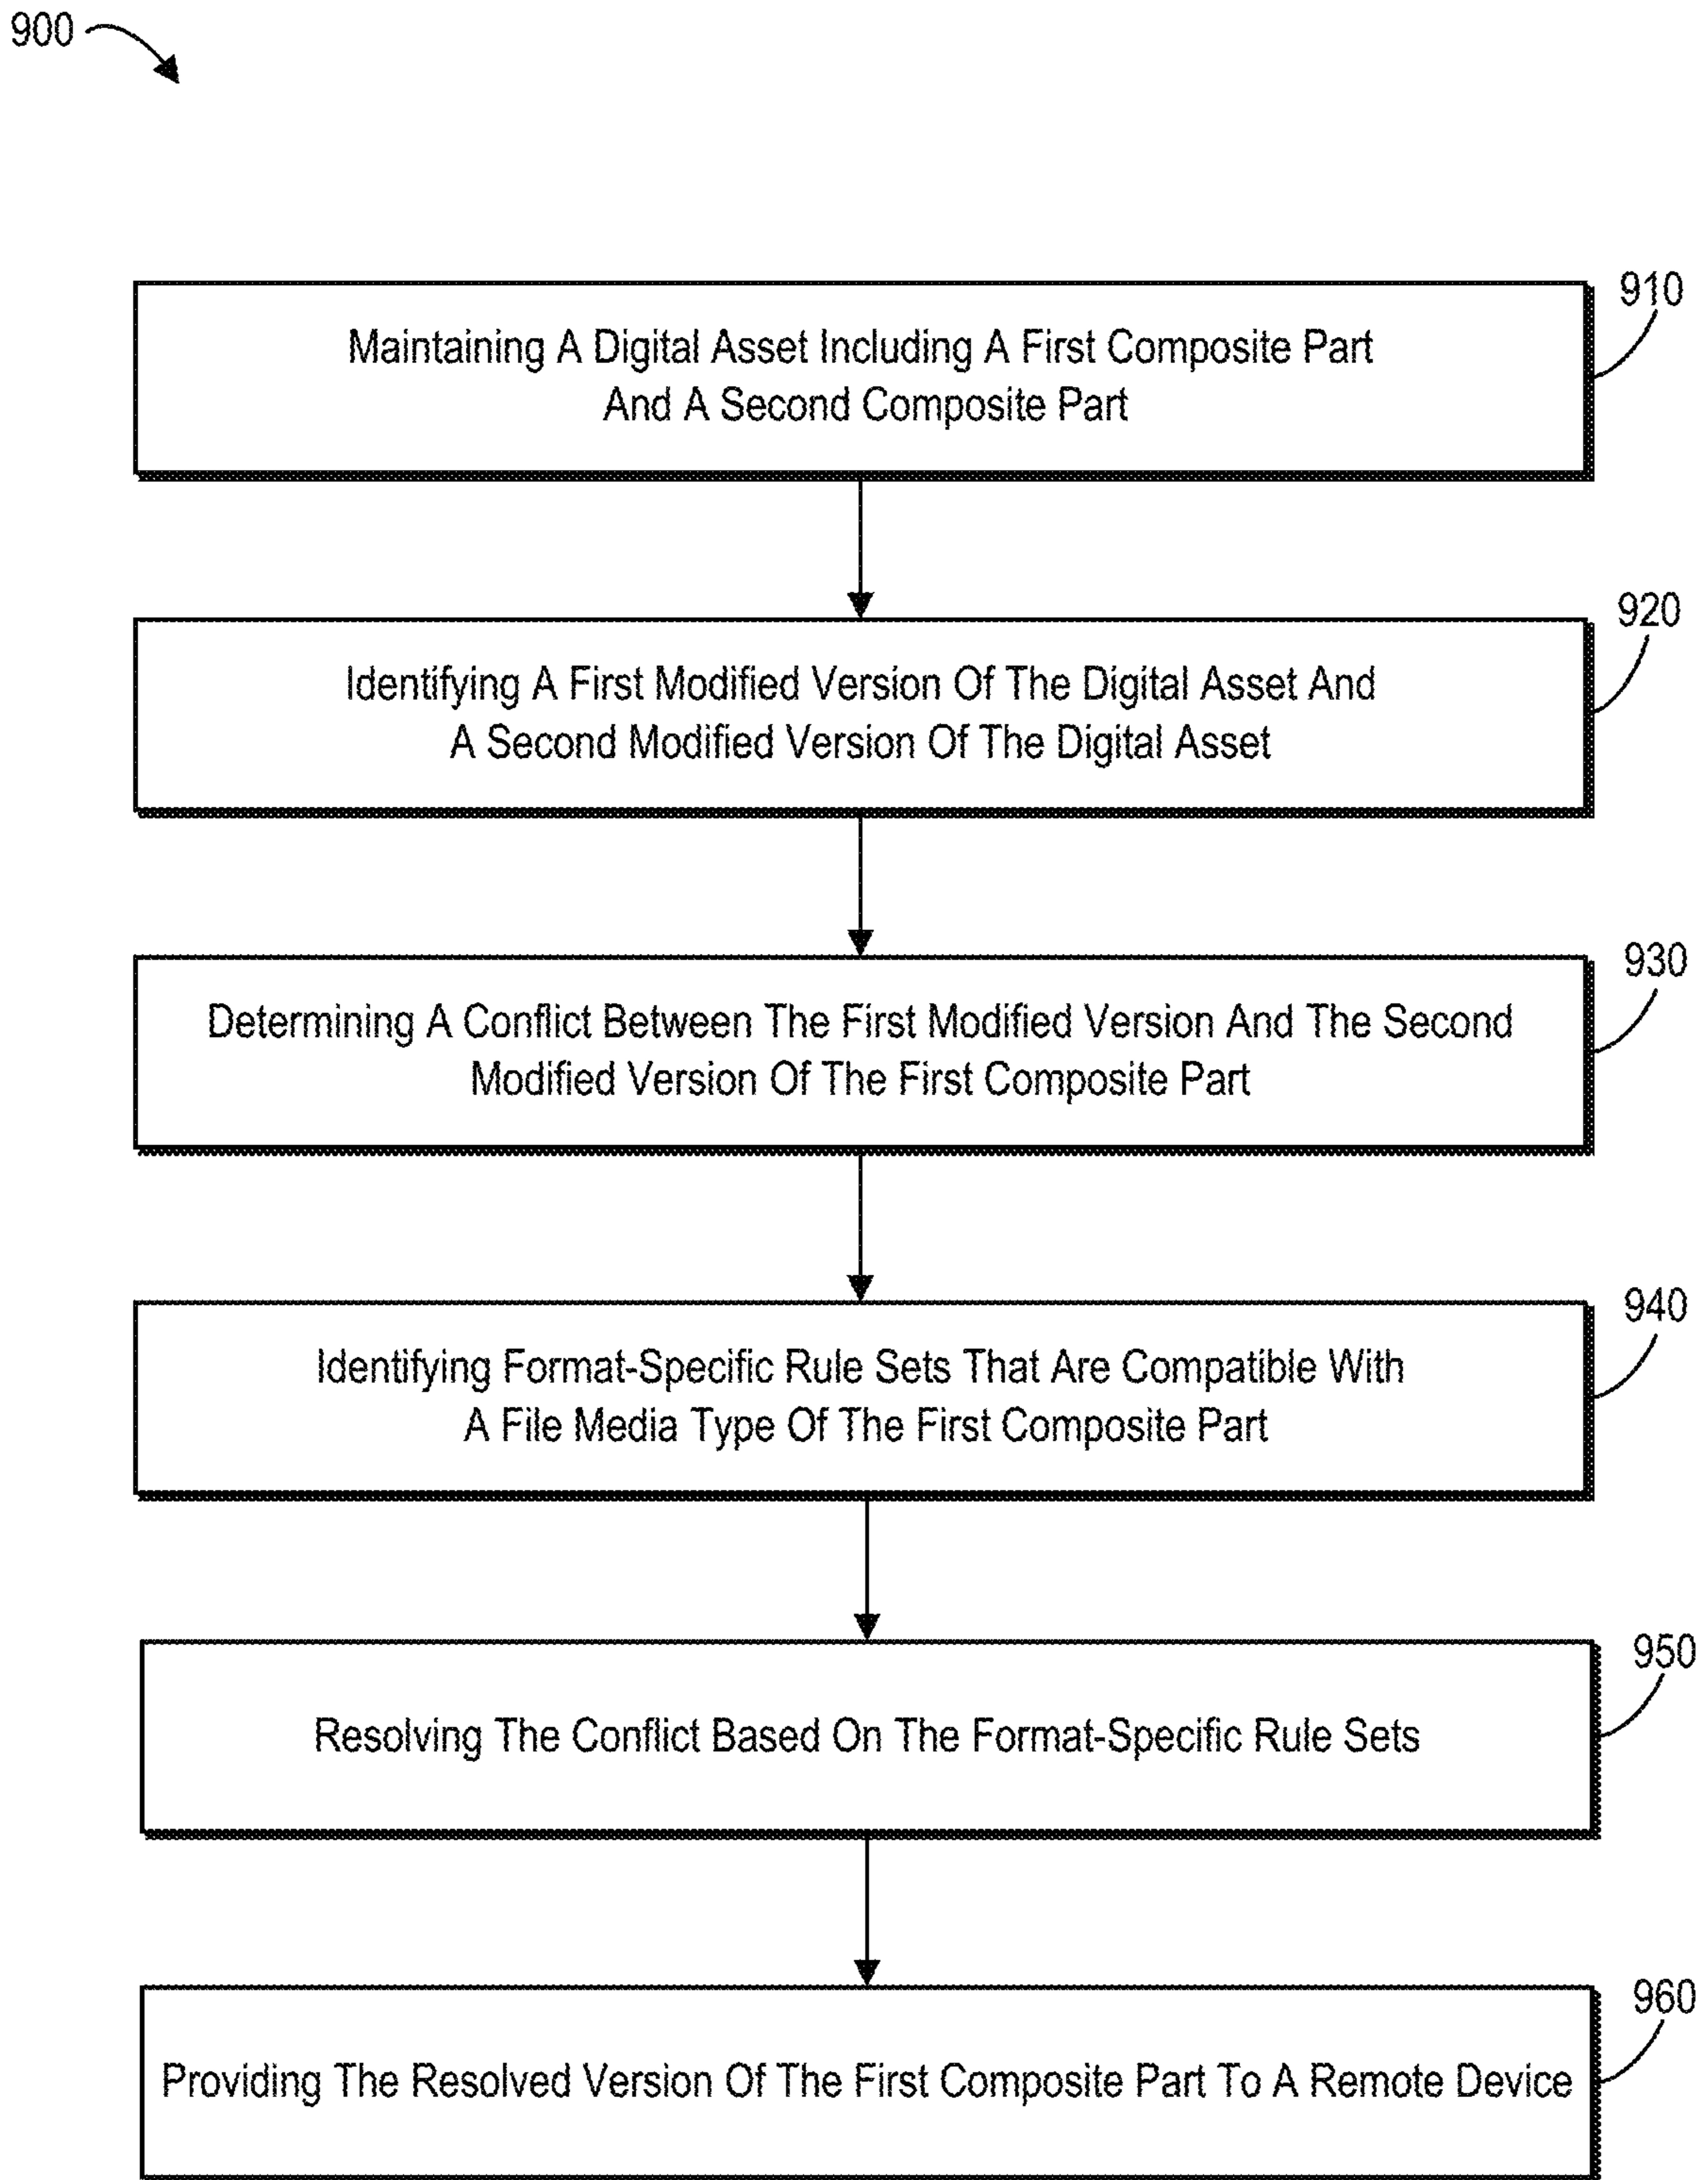 900
910
Maintaining A Digital Asset Including A First Composite Part
And A Second Composite Part
920
Identifying A First Modified Version Of The Digital Asset And
A Second Modified Version Of The Digital Asset
930
Determining A Conflict Between The First Modified Version And The Second
Modified Version Of The First Composite Part
940
Identifying Format-Specific Rule Sets That Are Compatible With
A File Media Type Of The First Composite Part
950
Resolving The Conflict Based On The Format-Specific Rule Sets
960
Providing The Resolved Version Of The First Composite Part To A Remote Device